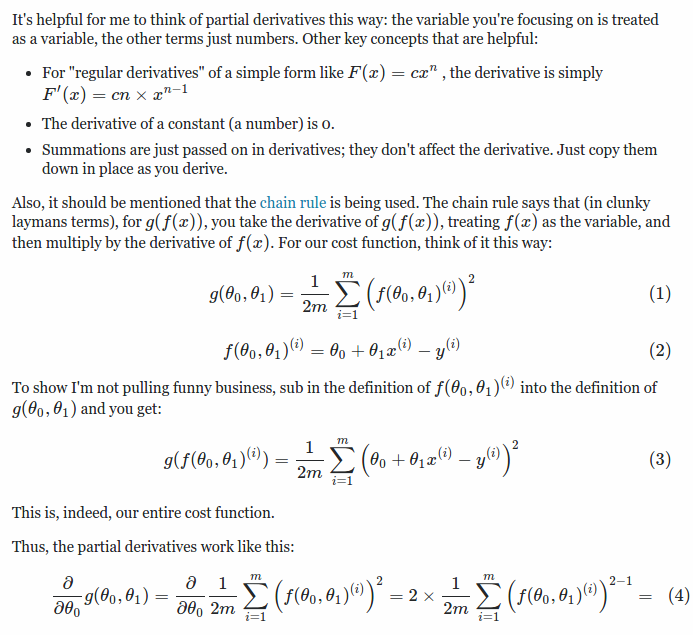 It's helpful for me to think of partial derivatives this way: the variable you're focusing on is treated
as a variable, the other terms just numbers. Other key concepts that are helpful:
• For "regular derivatives" of a simple form like $F(x) = cx^n$ , the derivative is simply
$F'(x) = cn \times x^{n-1}$
• The derivative of a constant (a number) is 0.
• Summations are just passed on in derivatives; they don't affect the derivative. Just copy them
down in place as you derive.
Also, it should be mentioned that the chain rule is being used. The chain rule says that (in clunky
laymans terms), for $g(f(x))$, you take the derivative of $g(f(x))$, treating $f(x)$ as the variable, and
then multiply by the derivative of $f(x)$. For our cost function, think of it this way:
$g(\theta_0, \theta_1) = \frac{1}{2m} \sum_{i=1}^{m} \left( f(\theta_0, \theta_1)^{(i)} \right)^2$ (1)
$f(\theta_0, \theta_1)^{(i)} = \theta_0 + \theta_1 x^{(i)} - y^{(i)}$ (2)
To show I'm not pulling funny business, sub in the definition of $f(\theta_0, \theta_1)^{(i)}$ into the definition of
$g(\theta_0, \theta_1)$ and you get:
$g(f(\theta_0, \theta_1)^{(i)}) = \frac{1}{2m} \sum_{i=1}^{m} \left( \theta_0 + \theta_1 x^{(i)} - y^{(i)} \right)^2$ (3)
This is, indeed, our entire cost function.
Thus, the partial derivatives work like this:
$\frac{\partial}{\partial \theta_0} g(\theta_0, \theta_1) = \frac{\partial}{\partial \theta_0} \frac{1}{2m} \sum_{i=1}^{m} \left( f(\theta_0, \theta_1)^{(i)} \right)^2 = 2 \times \frac{1}{2m} \sum_{i=1}^{m} \left( f(\theta_0, \theta_1)^{(i)} \right)^{2-1} =$ (4)